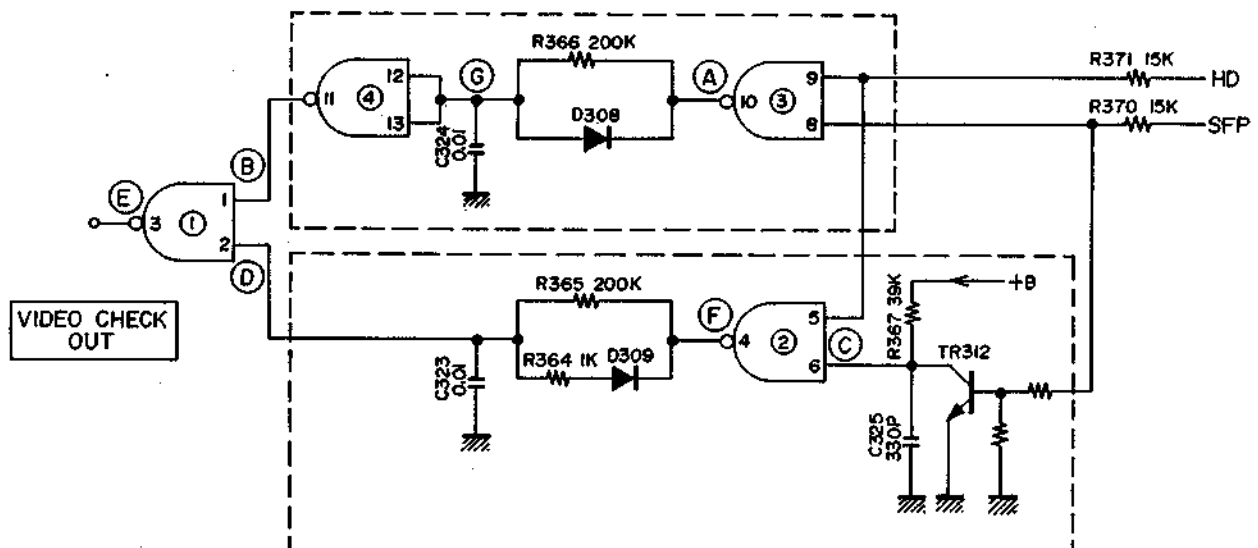 R366 200K
R371 15K
HD
R370 15K
SFP
12
G
A
9
11
4
10
3
13
8
D308
C324
0.01
B
E
1
3
1
2
D
R365 200K
R367 39K
+B
F
5
VIDEO CHECK
OUT
4
2
C
TR312
R364 1K
D309
6
C323
0.01
C325
330P